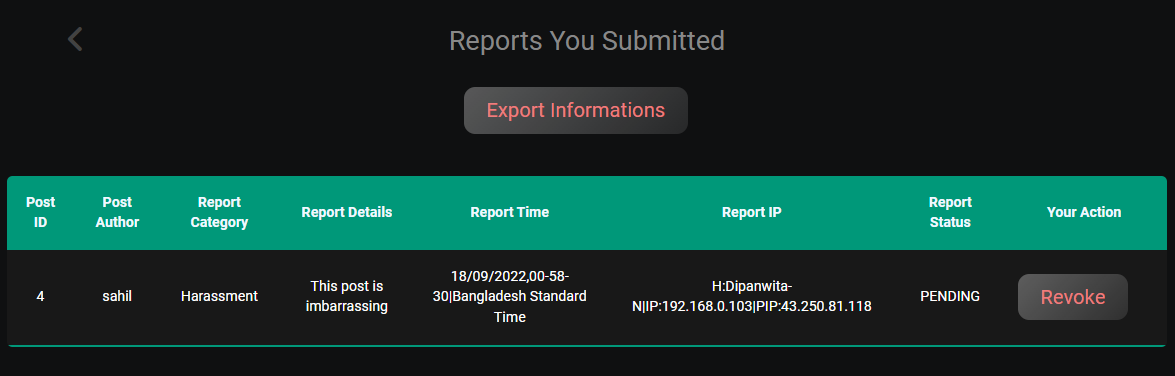 Reports You Submitted
Export Informations
Post ID
Post Author
Report Category
Report Details
Report Time
Report IP
Report Status
Your Action
4
sahil
Harassment
This post is
imbarrassing
18/09/2022,00-58-
30|Bangladesh Standard
Time
H:Dipanwita-
N|IP:192.168.0.103|PIP:43.250.81.118
PENDING
Revoke